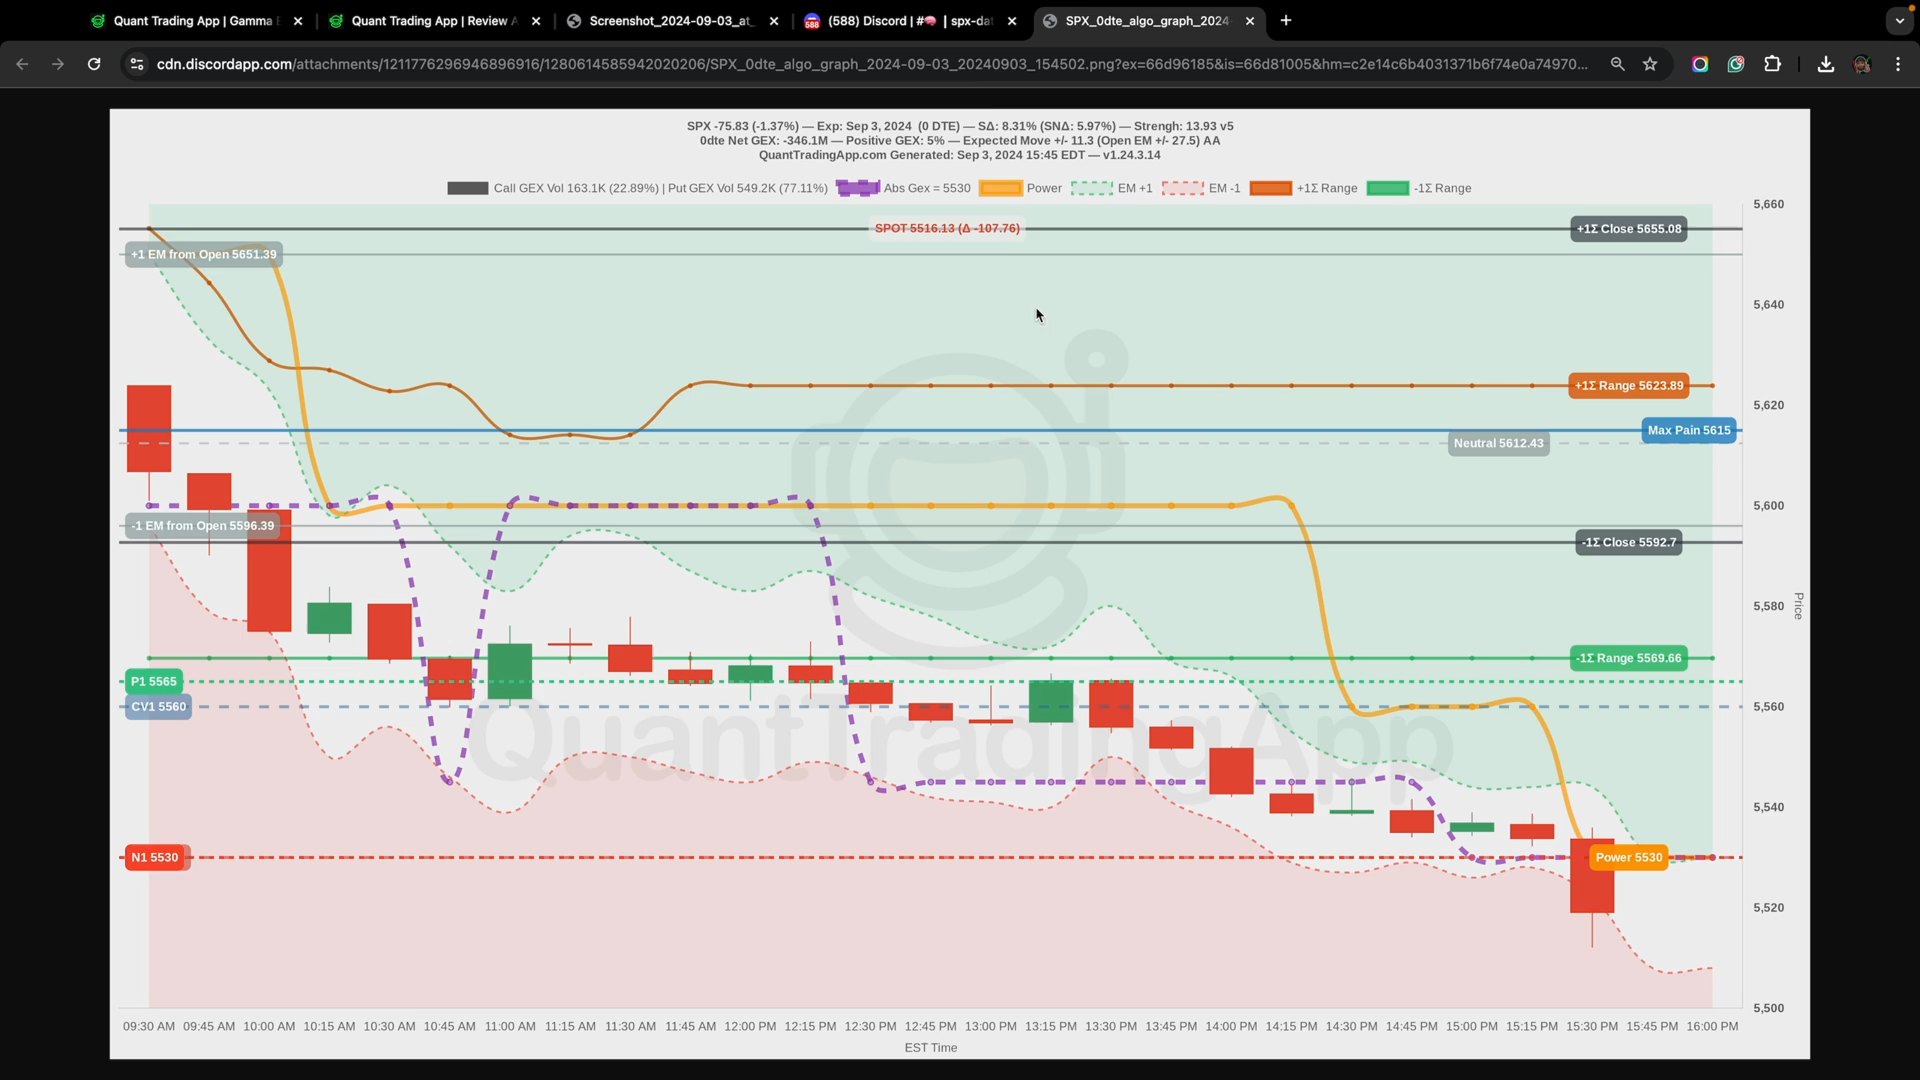 Quant Trading App | Gamma E
Quant Trading App | Review A
Screenshot_2024-09-03_at_
(588) Discord | #🧠 | spx-dat
SPX_0dte_algo_graph_2024-
588
cdn.discordapp.com/attachments/1211776296946896916/1280614585942020206/SPX_0dte_algo_graph_2024-09-03_20240903_154502.png?ex=66d96185&is=66d81005&hm=c2e14c6b4031371b6f74e0a74970...
SPX -75.83 (-1.37%) — Exp: Sep 3, 2024 (0 DTE) — SΔ: 8.31% (SNΔ: 5.97%) — Strengh: 13.93 v5
0dte Net GEX: -346.1M — Positive GEX: 5% — Expected Move +/- 11.3 (Open EM +/- 27.5) AA
QuantTradingApp.com Generated: Sep 3, 2024 15:45 EDT — v1.24.3.14
Call GEX Vol 163.1K (22.89%) | Put GEX Vol 549.2K (77.11%) Abs Gex = 5530 Power EM +1 EM -1 +1Σ Range -1Σ Range
5,660
SPOT 5516.13 (Δ -107.76)
+1Σ Close 5655.08
+1 EM from Open 5651.39
5,640
+1Σ Range 5623.89
5,620
Max Pain 5615
Neutral 5612.43
5,600
-1 EM from Open 5596.39
-1Σ Close 5592.7
5,580
Price
-1Σ Range 5569.66
P1 5565
CV1 5560
5,560
QuantTradingApp
5,540
N1 5530
Power 5530
5,520
5,500
09:30 AM 09:45 AM 10:00 AM 10:15 AM 10:30 AM 10:45 AM 11:00 AM 11:15 AM 11:30 AM 11:45 AM 12:00 PM 12:15 PM 12:30 PM 12:45 PM 13:00 PM 13:15 PM 13:30 PM 13:45 PM 14:00 PM 14:15 PM 14:30 PM 14:45 PM 15:00 PM 15:15 PM 15:30 PM 15:45 PM 16:00 PM
EST Time